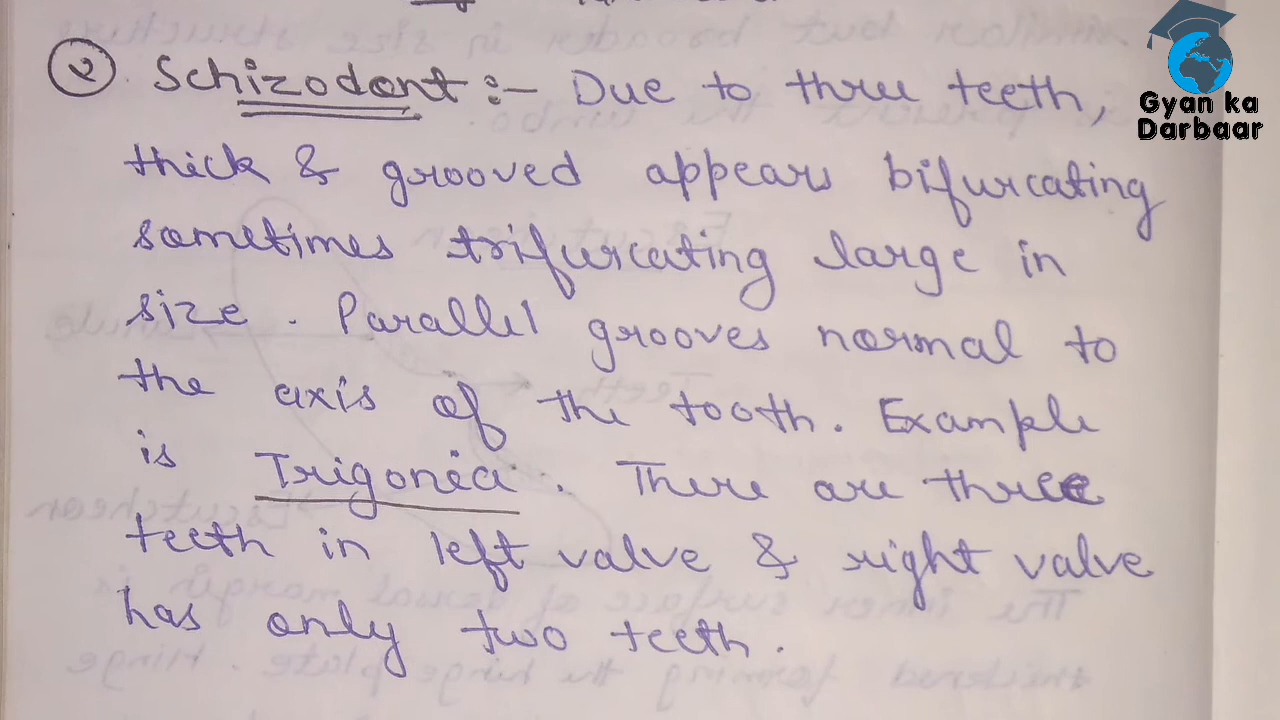 Gyan ka
Darbaar
२ Schizodont :- Due to three teeth,
thick & grooved appears bifurcating
sometimes trifurcating large in
size. Parallel grooves normal to
the axis of the tooth. Example
is Trigonia. There are three
teeth in left valve & right valve
has only two teeth.